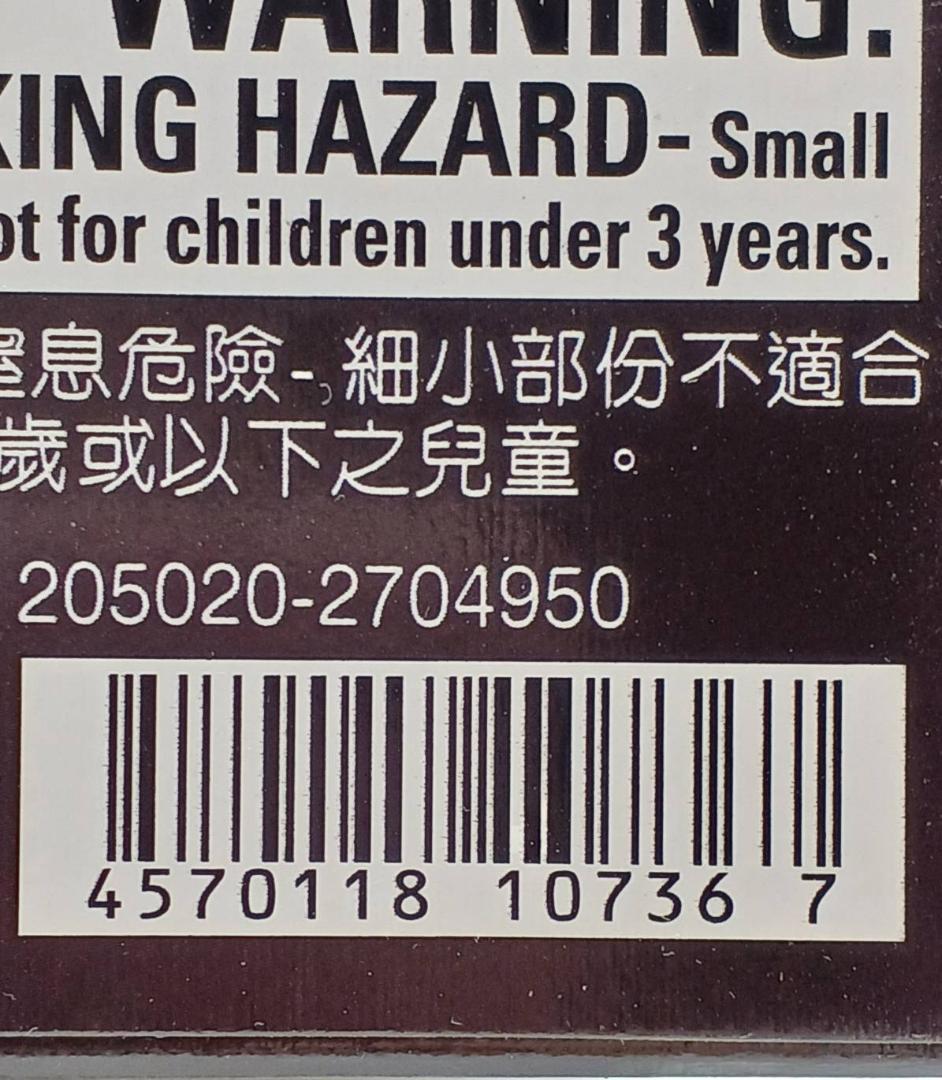 WARNING.
KING HAZARD- Small
ot for children under 3 years.
窒息危險-, 細小部份不適合
歲或以下之兒童。
205020-2704950
4570118 10736 7